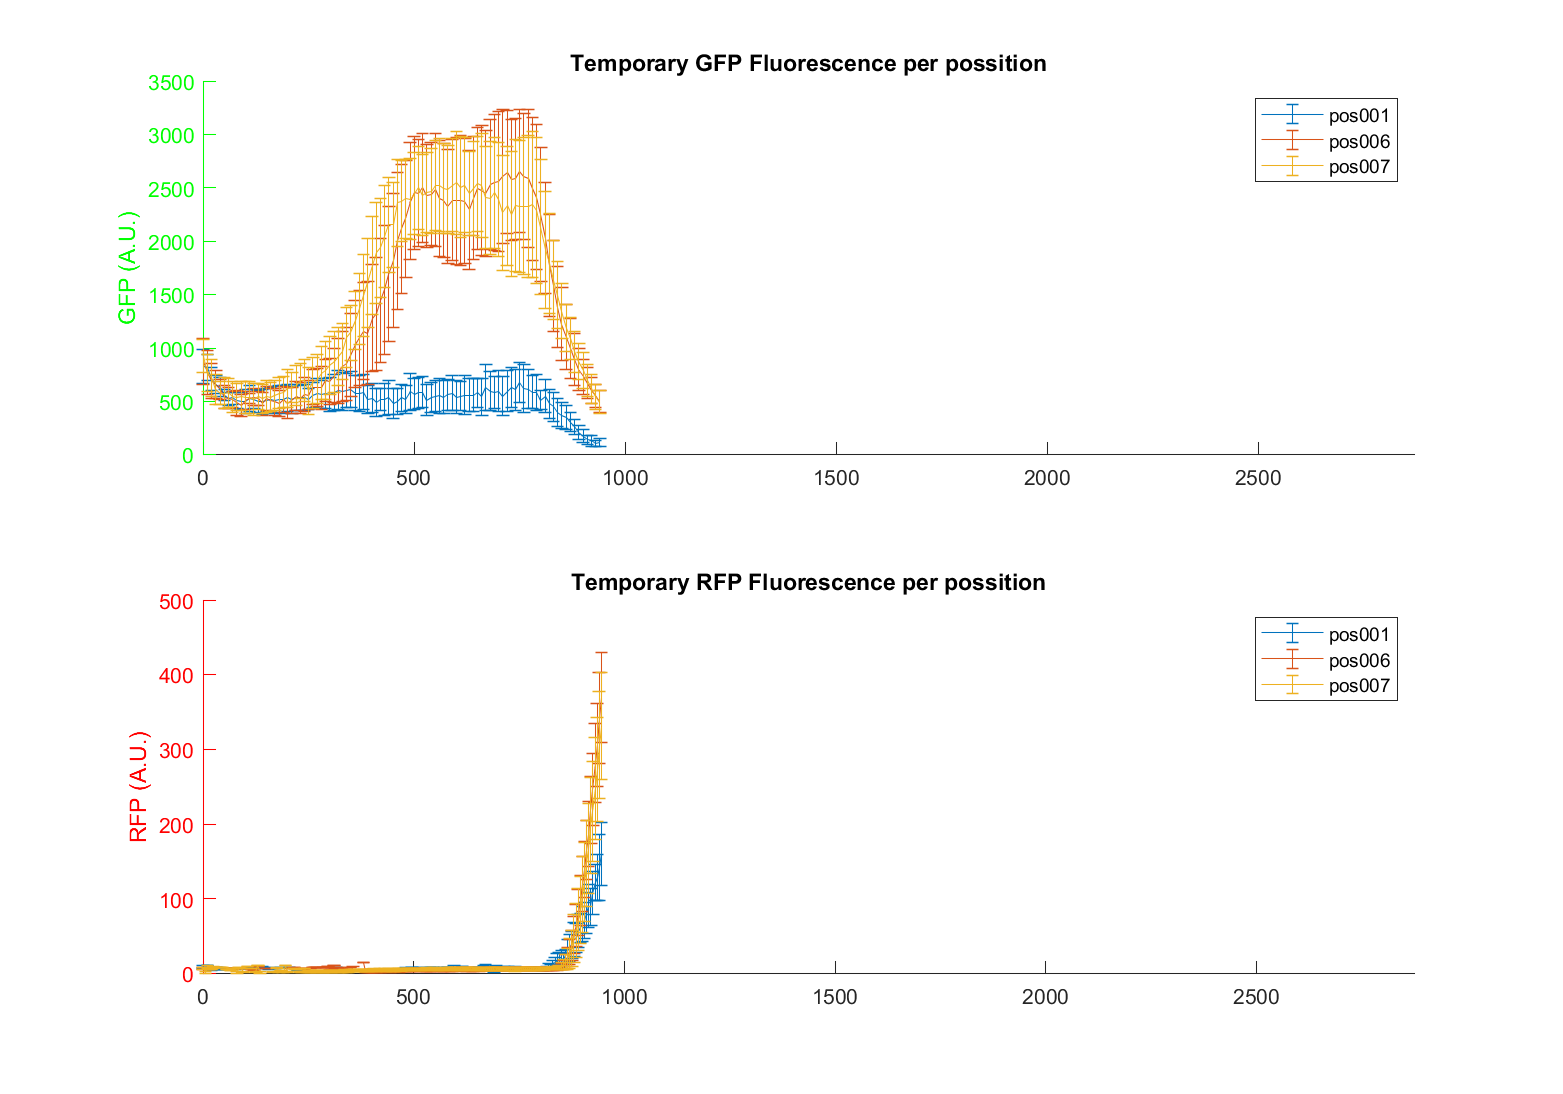 Temporary GFP Fluorescence per possition
3500
3000
2500
2000
1500
1000
500
0
GFP (A.U.)
pos001
pos006
pos007
0 500 1000 1500 2000 2500
Temporary RFP Fluorescence per possition
500
400
300
200
100
0
RFP (A.U.)
pos001
pos006
pos007
0 500 1000 1500 2000 2500